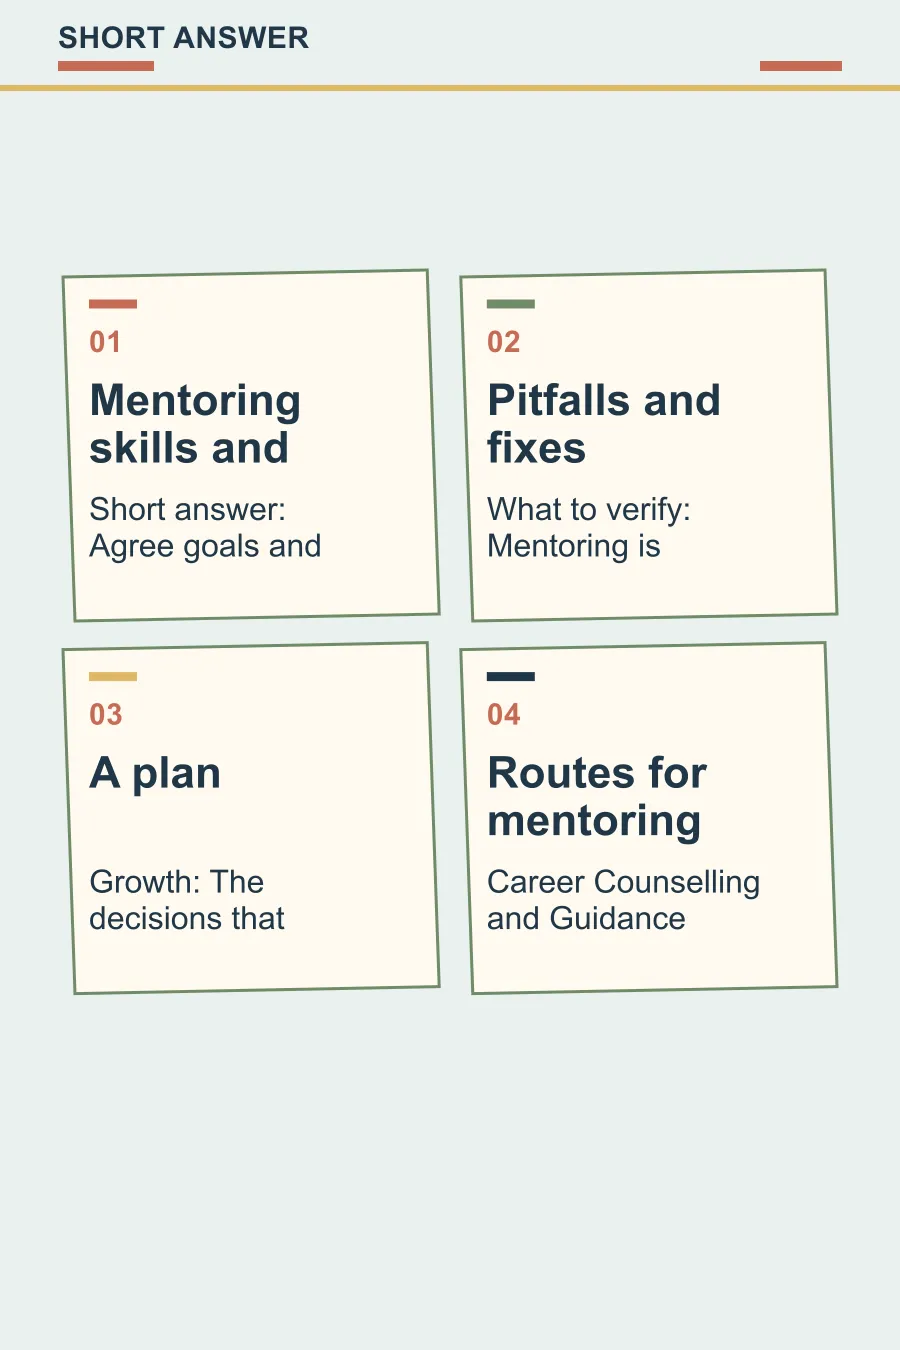 SHORT ANSWER
01
Mentoring
skills and
Short answer:
Agree goals and
02
Pitfalls and
fixes
What to verify:
Mentoring is
03
A plan
Growth: The
decisions that
04
Routes for
mentoring
Career Counselling
and Guidance